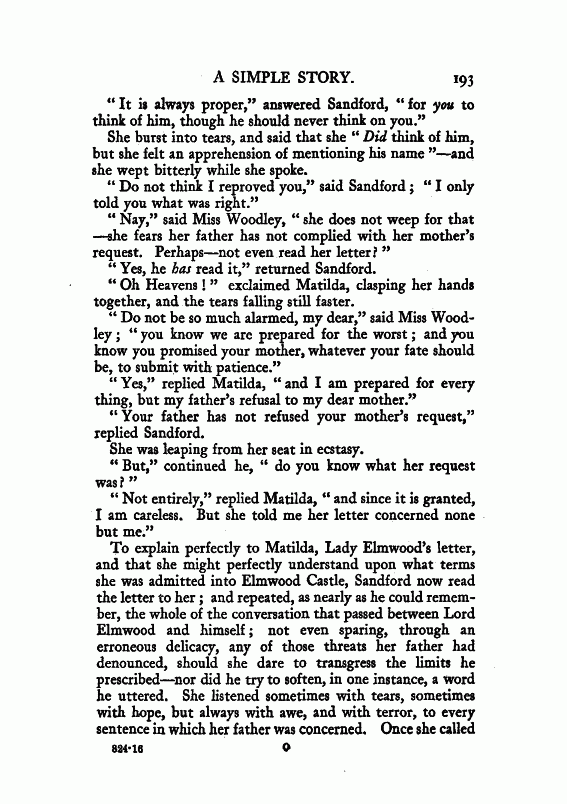 A SIMPLE STORY. 193
“ It is always proper,” answered Sandford, “ for you to
think of him, though he should never think on you.”
She burst into tears, and said that she “ Did think of him,
but she felt an apprehension of mentioning his name ”—and
she wept bitterly while she spoke.
“ Do not think I reproved you,” said Sandford ; “ I only
told you what was right.”
“ Nay,” said Miss Woodley, “ she does not weep for that
—she fears her father has not complied with her mother’s
request. Perhaps—not even read her letter? ”
“ Yes, he has read it,” returned Sandford.
“ Oh Heavens ! ” exclaimed Matilda, clasping her hands
together, and the tears falling still faster.
“ Do not be so much alarmed, my dear,” said Miss Wood-
ley ; “ you know we are prepared for the worst ; and you
know you promised your mother, whatever your fate should
be, to submit with patience.”
“ Yes,” replied Matilda, “ and I am prepared for every
thing, but my father’s refusal to my dear mother.”
“ Your father has not refused your mother’s request,”
replied Sandford.
She was leaping from her seat in ecstasy.
“ But,” continued he, “ do you know what her request
was? ”
“ Not entirely,” replied Matilda, “ and since it is granted,
I am careless. But she told me her letter concerned none
but me.”
To explain perfectly to Matilda, Lady Elmwood’s letter,
and that she might perfectly understand upon what terms
she was admitted into Elmwood Castle, Sandford now read
the letter to her ; and repeated, as nearly as he could remem-
ber, the whole of the conversation that passed between Lord
Elmwood and himself ; not even sparing, through an
erroneous delicacy, any of those threats her father had
denounced, should she dare to transgress the limits he
prescribed—nor did he try to soften, in one instance, a word
he uttered. She listened sometimes with tears, sometimes
with hope, but always with awe, and with terror, to every
sentence in which her father was concerned. Once she called
824·16 O